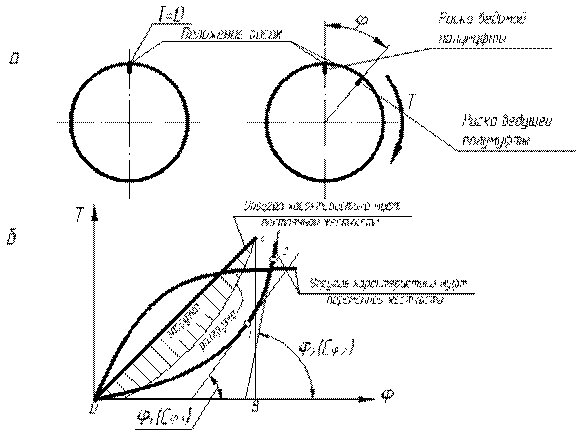 T=0
Положение рисок
φ
Риска ведомой
полумуфты
а
T
Риска ведущей
полумуфты
T
Упругая характеристика муфт
постоянной жесткости
б
Упругая характеристика муфт
переменной жесткости
нагрузка
разгрузка
φ₂(Cφ₂)
0
В
φ
φ₁(Cφ₁)